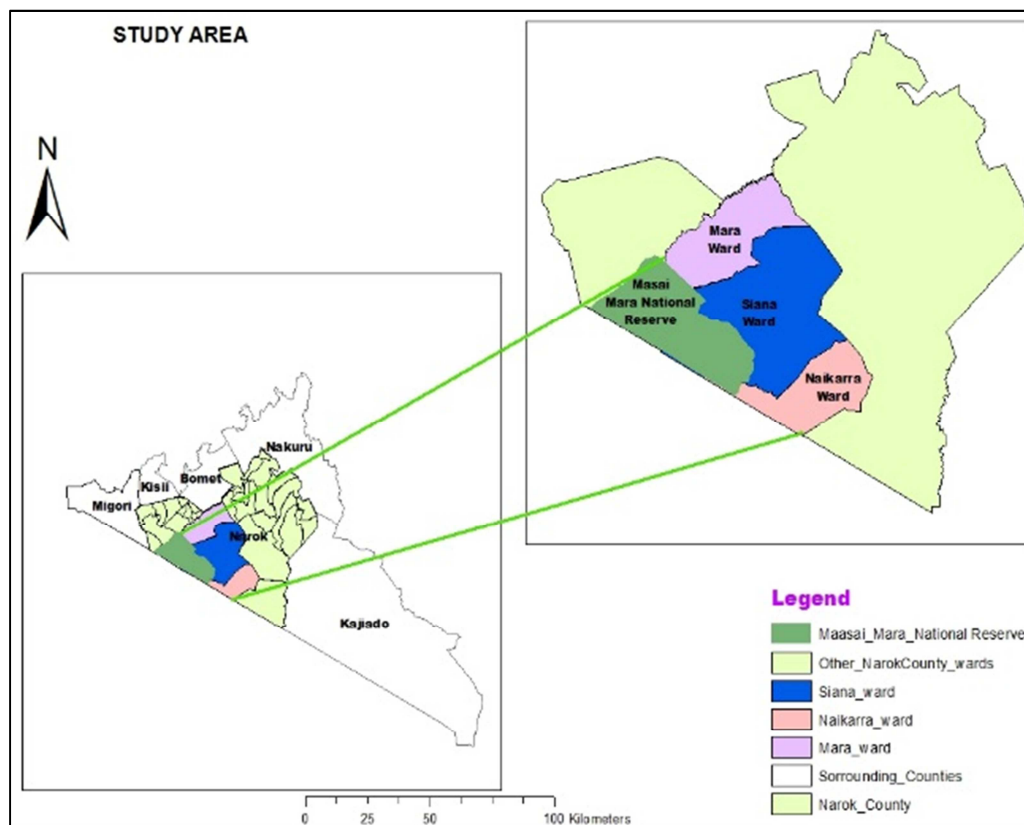 STUDY AREA
N
Mara
Ward
Masai
Mara National
Reserve
Siana
Ward
Naikarra
Ward
Nakuru
Bomet
Kisii
Migori
Narok
Kajiado
Legend
Maasai_Mara_National Reserve
Other_NarokCounty_wards
Siana_ward
Naikarra_ward
Mara_ward
Sorrounding_Counties
Narok_County
0 25 50 100 Kilometers